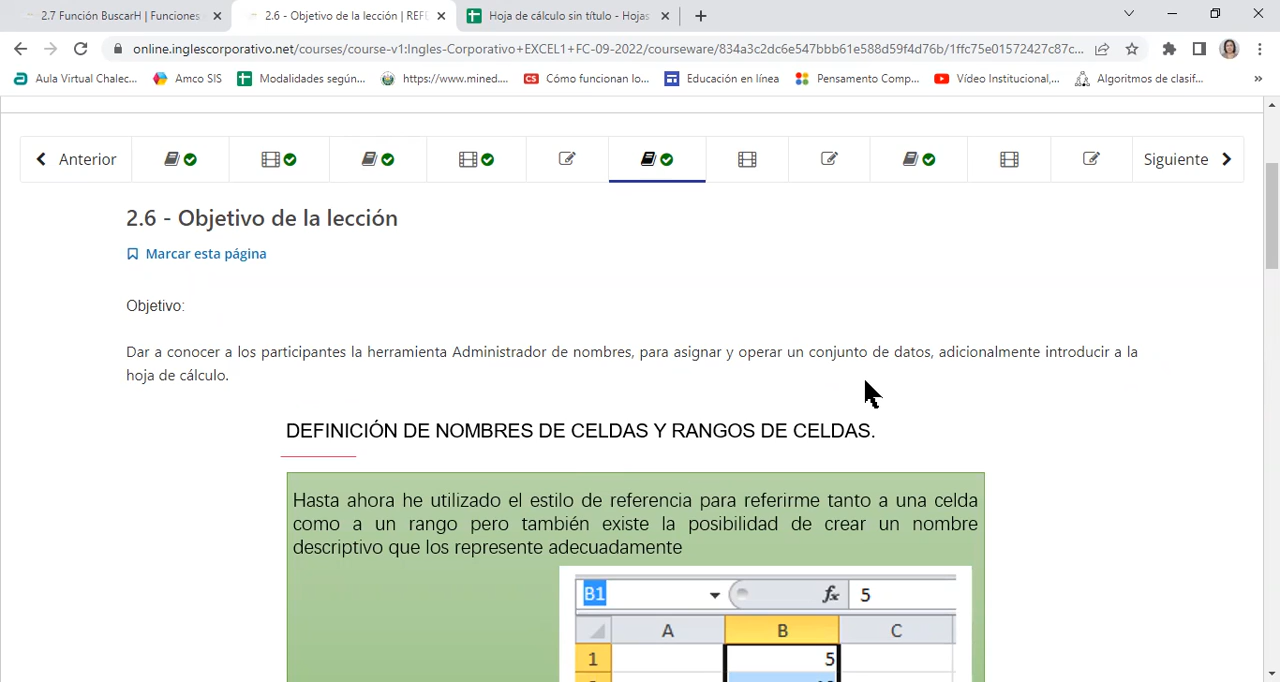 2.7 Función BuscarH | Funciones
2.6 - Objetivo de la lección | REFE
Hoja de cálculo sin título - Hojas
online.inglescorporativo.net/courses/course-v1:Ingles-Corporativo+EXCEL1+FC-09-2022/courseware/834a3c2dc6e547bbb61e588d59f4d76b/1ffc75e01572427c87c...
Aula Virtual Chalec... Amco SIS Modalidades según... https://www.mined.... CS Cómo funcionan lo... Educación en línea Pensamento Comp... Vídeo Institucional,... Algoritmos de clasif... »
Anterior
Siguiente
2.6 - Objetivo de la lección
Marcar esta página
Objetivo:
Dar a conocer a los participantes la herramienta Administrador de nombres, para asignar y operar un conjunto de datos, adicionalmente introducir a la
hoja de cálculo.
DEFINICIÓN DE NOMBRES DE CELDAS Y RANGOS DE CELDAS.
Hasta ahora he utilizado el estilo de referencia para referirme tanto a una celda
como a un rango pero también existe la posibilidad de crear un nombre
descriptivo que los represente adecuadamente
B1 fx 5
A B C
1 5